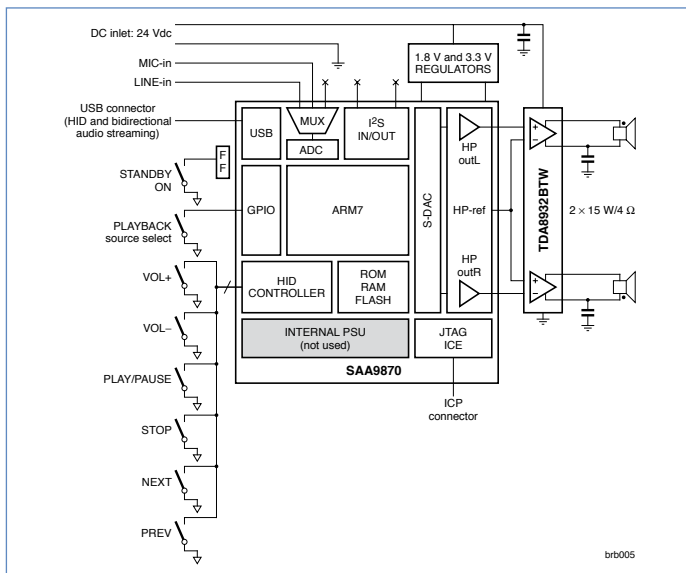 DC inlet: 24 Vdc
MIC-in
LINE-in
USB connector
(HID and bidirectional
audio streaming)
STANDBY
ON
PLAYBACK
source select
VOL+
VOL−
PLAY/PAUSE
STOP
NEXT
PREV
1.8 V and 3.3 V
REGULATORS
USB
MUX
ADC
I²S
IN/OUT
F
F
GPIO
ARM7
S-DAC
HP
outL
HP-ref
HP
outR
HID
CONTROLLER
ROM
RAM
FLASH
INTERNAL PSU
(not used)
JTAG
ICE
SAA9870
ICP
connector
+
−
+
−
TDA8932BTW
2 × 15 W/4 Ω
brb005